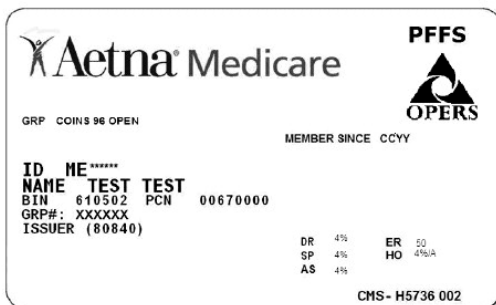 Aetna® Medicare
PFFS
OPERS
GRP COINS 96 OPEN
MEMBER SINCE CCYY
ID ME******
NAME TEST TEST
BIN 610502 PCN 00670000
GRP#: XXXXXX
ISSUER (80840)
DR 4% ER 50
SP 4% HO 4%/A
AS 4%
CMS - H5736 002